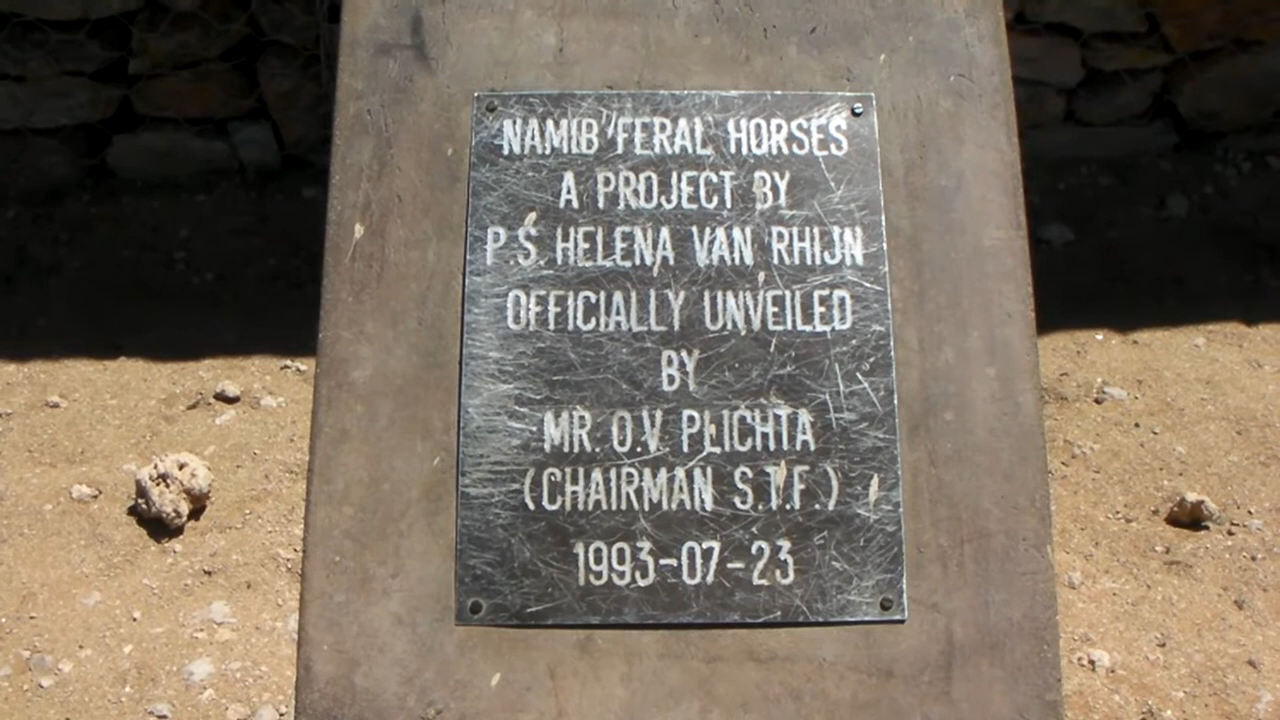 NAMIB FERAL HORSES
A PROJECT BY
P.S. HELENA VAN RHIJN
OFFICIALLY UNVEILED
BY
MR. O.V. PLICHTA
(CHAIRMAN S.T.F.)
1993-07-23